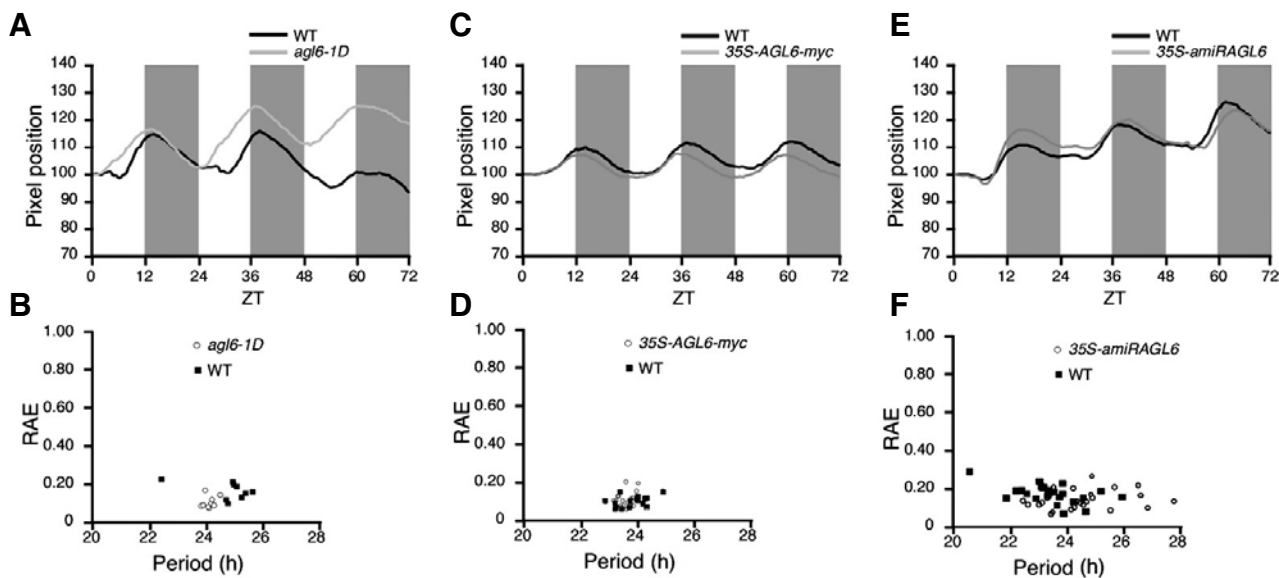 A
WT
agl6-1D
140
130
120
110
100
90
80
70
Pixel position
0 12 24 36 48 60 72
ZT
C
WT
35S-AGL6-myc
140
130
120
110
100
90
80
70
Pixel position
0 12 24 36 48 60 72
ZT
E
WT
35S-amiRAGL6
140
130
120
110
100
90
80
70
Pixel position
0 12 24 36 48 60 72
ZT
B
agl6-1D
WT
1.00
0.80
0.60
0.40
0.20
0
RAE
20 22 24 26 28
Period (h)
D
35S-AGL6-myc
WT
1.00
0.80
0.60
0.40
0.20
0
RAE
20 22 24 26 28
Period (h)
F
35S-amiRAGL6
WT
1.00
0.80
0.60
0.40
0.20
0
RAE
20 22 24 26 28
Period (h)